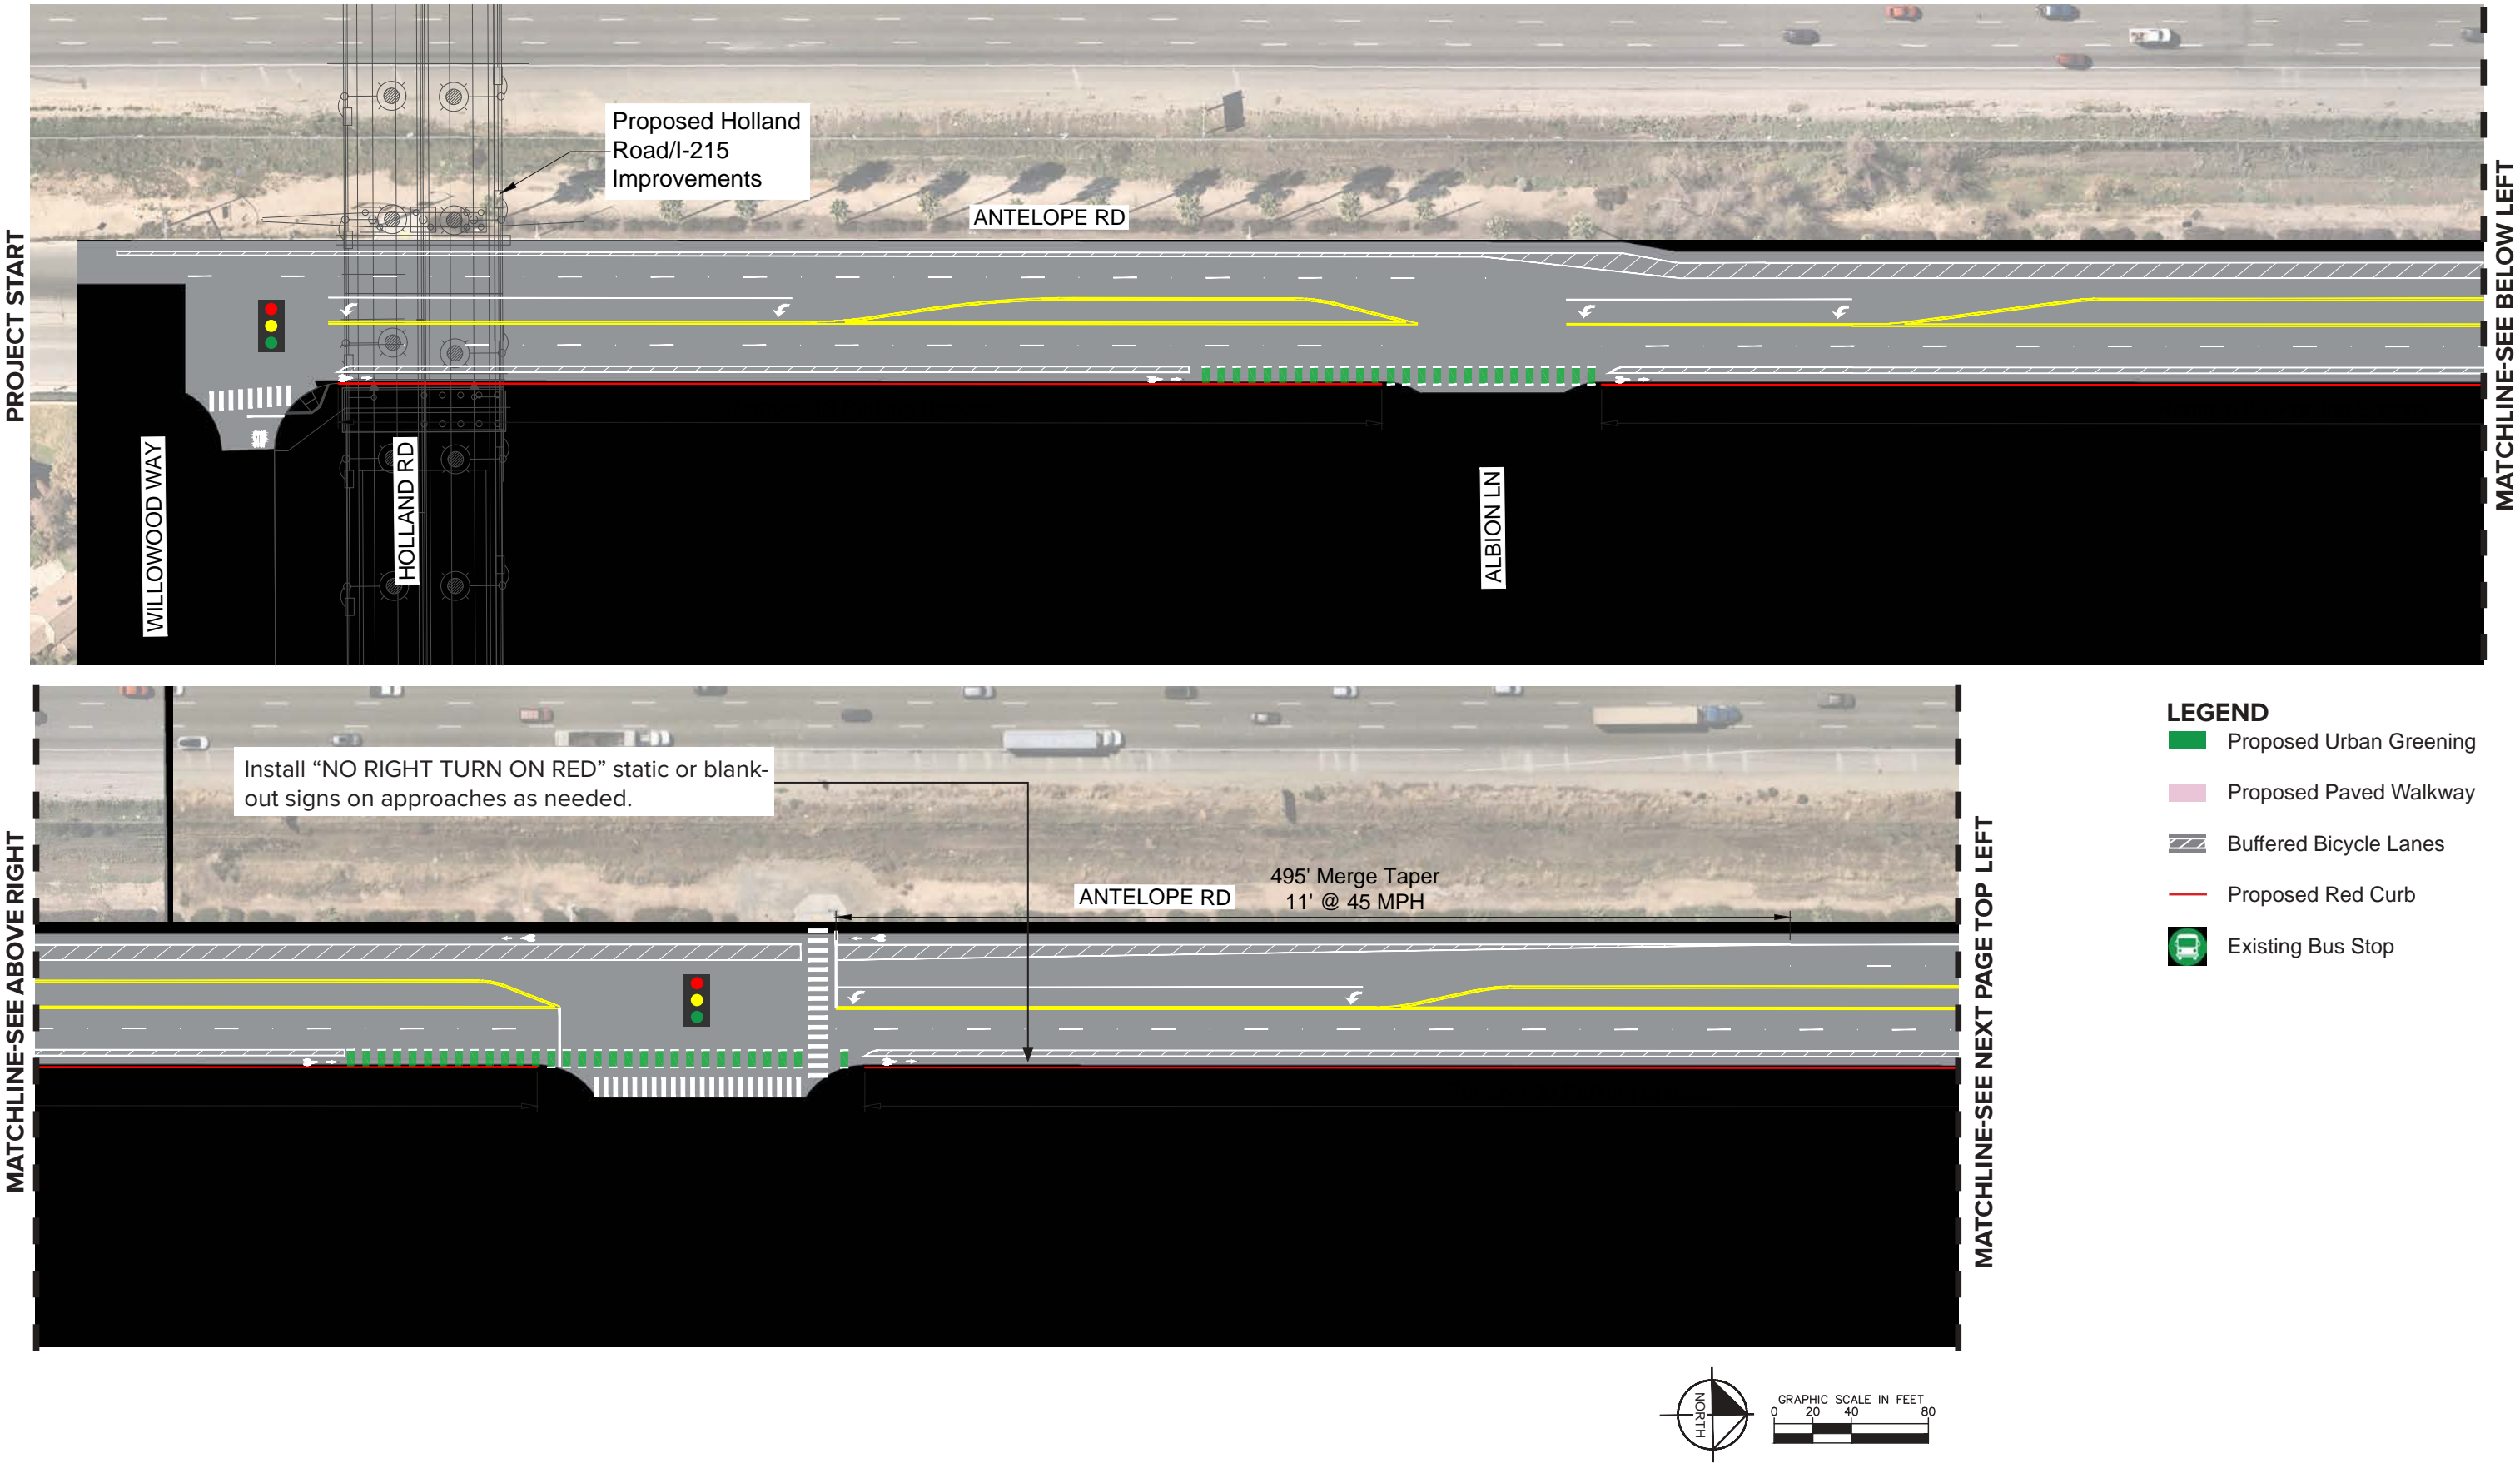 PROJECT START
Proposed Holland
Road/I-215
Improvements
ANTELOPE RD
WILLOWOOD WAY
HOLLAND RD
ALBION LN
MATCHLINE-SEE BELOW LEFT
MATCHLINE-SEE ABOVE RIGHT
Install “NO RIGHT TURN ON RED” static or blank-
out signs on approaches as needed.
ANTELOPE RD
495' Merge Taper
11' @ 45 MPH
MATCHLINE-SEE NEXT PAGE TOP LEFT
LEGEND
Proposed Urban Greening
Proposed Paved Walkway
Buffered Bicycle Lanes
Proposed Red Curb
Existing Bus Stop
NORTH
GRAPHIC SCALE IN FEET
0 20 40 80